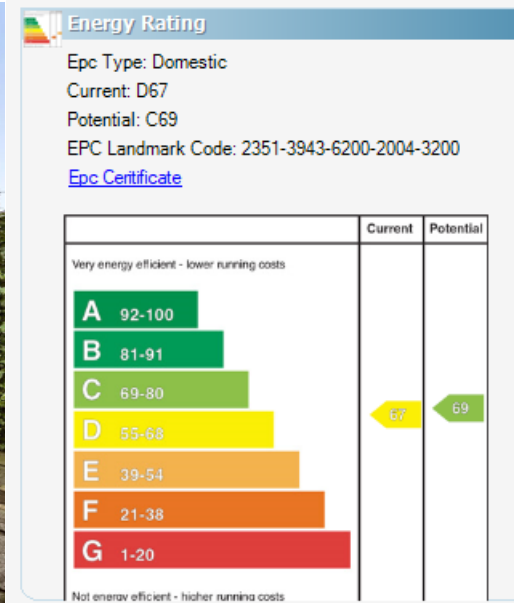 Energy Rating
Epc Type: Domestic
Current: D67
Potential: C69
EPC Landmark Code: 2351-3943-6200-2004-3200
Epc Ceritificate
Current Potential
Very energy efficient - lower running costs
A 92-100
B 81-91
C 69-80
D 55-68
67 69
E 39-54
F 21-38
G 1-20
Not energy efficient - higher running costs